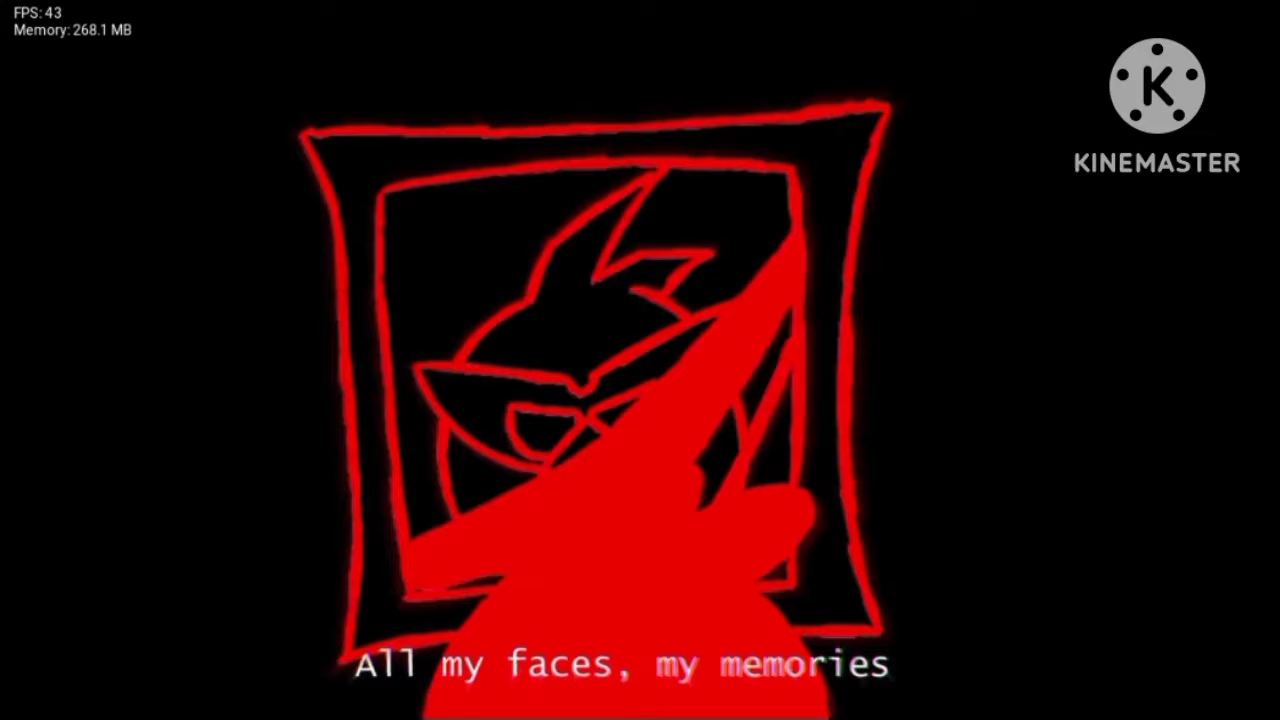 FPS: 43
Memory: 268.1 MB
K
KINEMASTER
All my faces, my memories